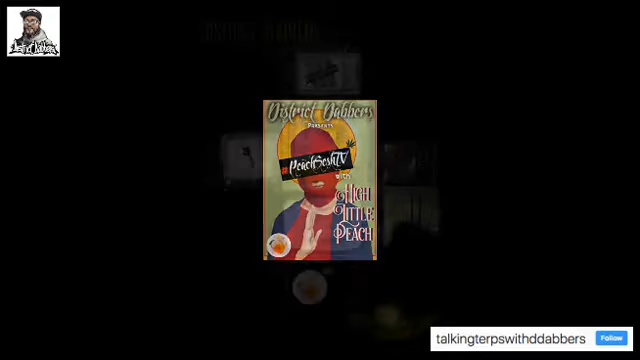 District Dabbers
Presents
#PeachSeshTV
with
High
Little
Peach
talkingterpswithddabbers
Follow